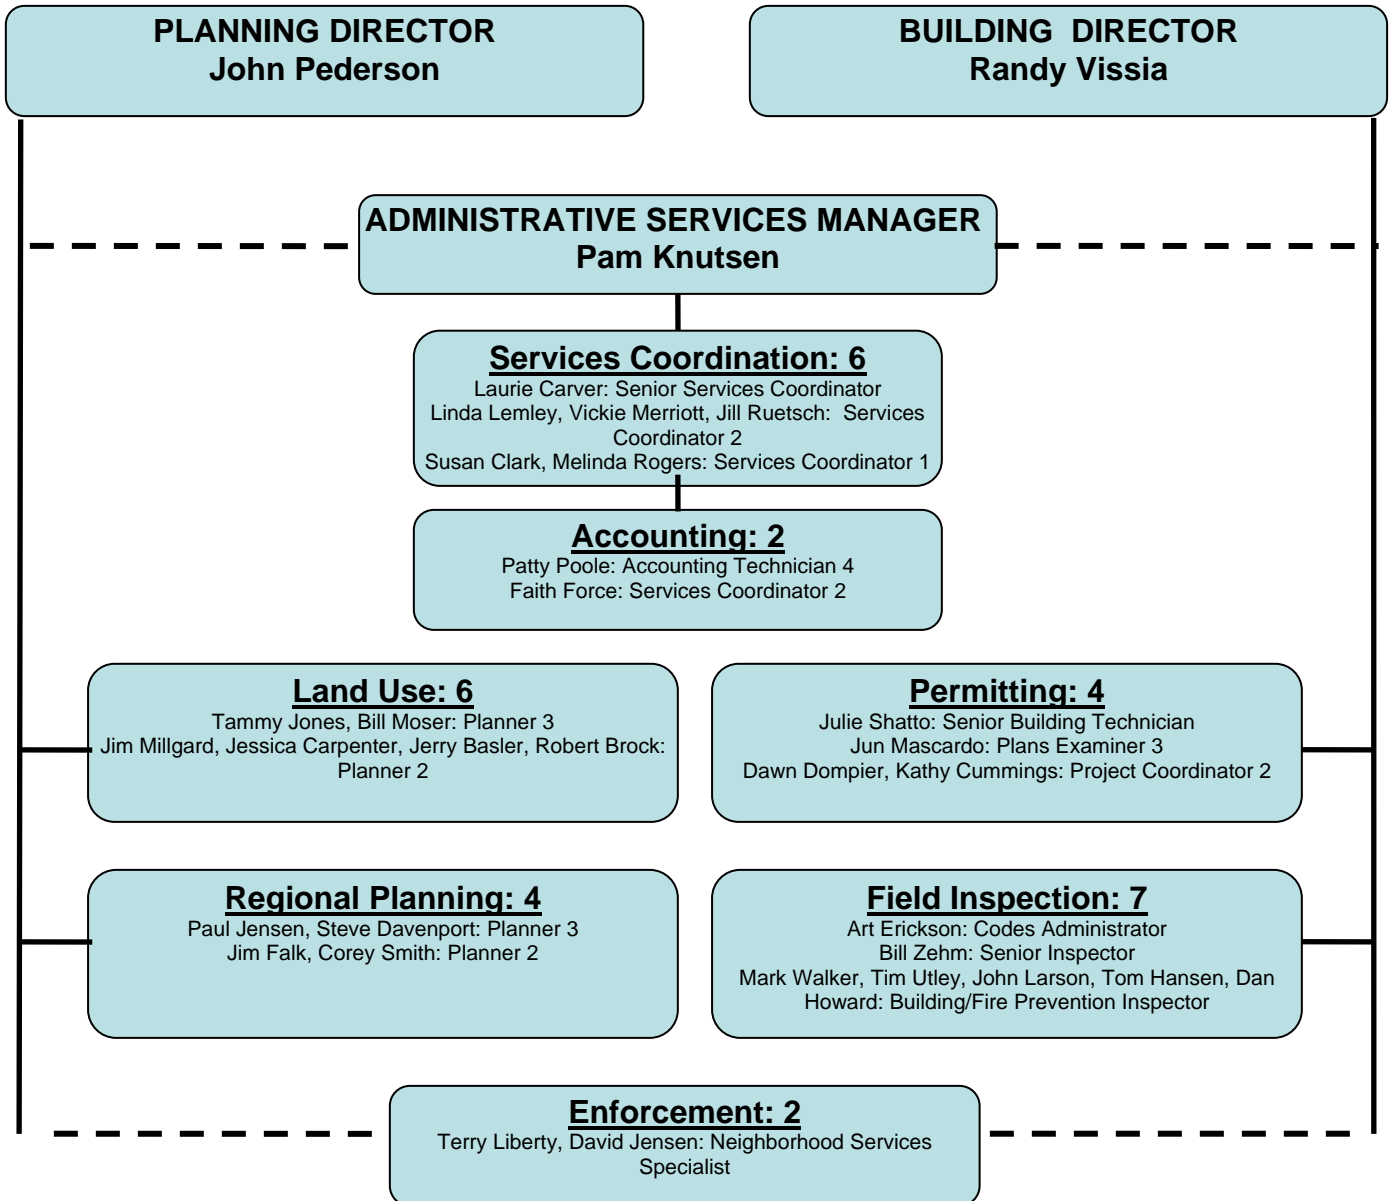 PLANNING DIRECTOR
John Pederson
BUILDING DIRECTOR
Randy Vissia
ADMINISTRATIVE SERVICES MANAGER
Pam Knutsen
Services Coordination: 6
Laurie Carver: Senior Services Coordinator
Linda Lemley, Vickie Merriott, Jill Ruetsch: Services
Coordinator 2
Susan Clark, Melinda Rogers: Services Coordinator 1
Accounting: 2
Patty Poole: Accounting Technician 4
Faith Force: Services Coordinator 2
Land Use: 6
Tammy Jones, Bill Moser: Planner 3
Jim Millgard, Jessica Carpenter, Jerry Basler, Robert Brock:
Planner 2
Permitting: 4
Julie Shatto: Senior Building Technician
Jun Mascardo: Plans Examiner 3
Dawn Dompier, Kathy Cummings: Project Coordinator 2
Regional Planning: 4
Paul Jensen, Steve Davenport: Planner 3
Jim Falk, Corey Smith: Planner 2
Field Inspection: 7
Art Erickson: Codes Administrator
Bill Zehm: Senior Inspector
Mark Walker, Tim Utley, John Larson, Tom Hansen, Dan
Howard: Building/Fire Prevention Inspector
Enforcement: 2
Terry Liberty, David Jensen: Neighborhood Services
Specialist